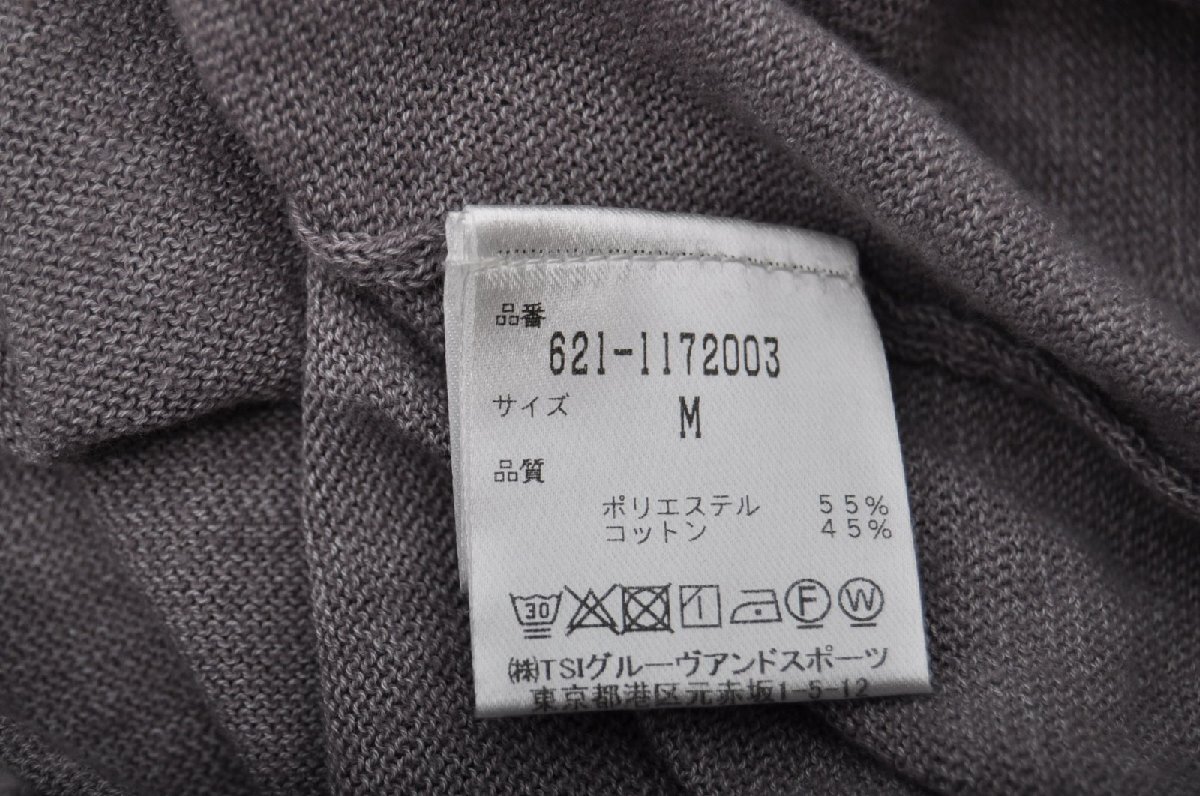 品番
621-1172003
サイズ M
品質
ポリエステル 55%
コットン 45%
30 F W
㈱TSIグルーヴアンドスポーツ
東京都港区元赤坂1-5-12